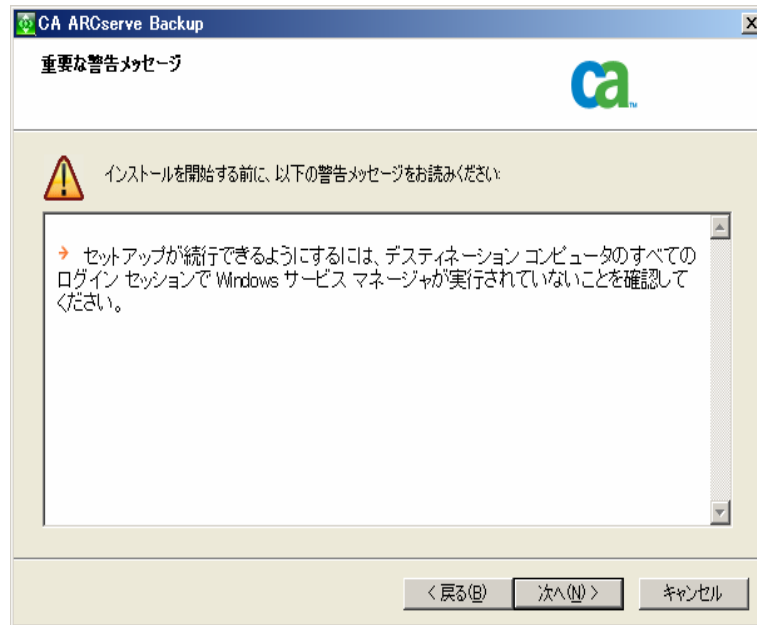 CA ARCserve Backup
重要な警告メッセージ
ca
インストールを開始する前に、以下の警告メッセージをお読みください:
セットアップが続行できるようにするには、デスティネーション コンピュータのすべての
ログイン セッションで Windows サービス マネージャが実行されていないことを確認して
ください。
< 戻る(B)
次へ(N) >
キャンセル